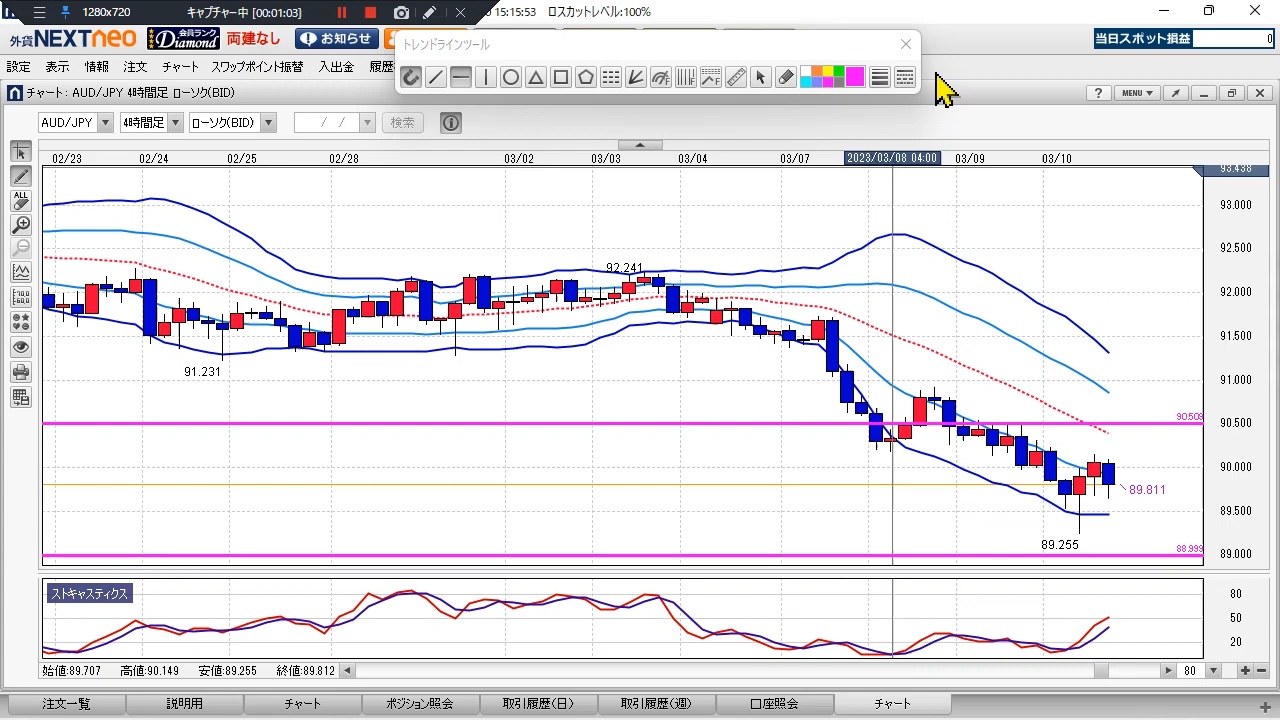 1280x720 キャプチャー中 [00:01:03] 15:15:53 ロスカットレベル:100%
外貨NEXTneo 会員ランク Diamond 両建なし お知らせ 当日スポット損益 0
設定 表示 情報 注文 チャート スワップポイント振替 入出金 履歴
トレンドラインツール
チャート : AUD/JPY 4時間足 ローソク(BID) ? MENU
AUD/JPY 4時間足 ローソク(BID) / / 検索
ALL
02/23 02/24 02/25 02/28 03/02 03/03 03/04 03/07 2023/03/08 04:00 03/09 03/10
93.438
93.000
92.500
92.241
92.000
91.500
91.231
91.000
90.509
90.500
90.000
89.811
89.500
89.255
88.999
89.000
ストキャスティクス
80
50
20
始値:89.707 高値:90.149 安値:89.255 終値:89.812 80
注文一覧 説明用 チャート ポジション照会 取引履歴(日) 取引履歴(週) 口座照会 チャート